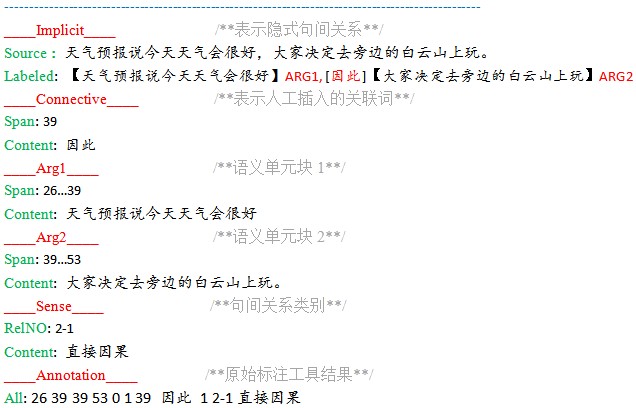 ----------------------------------------------------------------
____Implicit____ /**表示隐式句间关系**/
Source： 天气预报说今天天气会很好，大家决定去旁边的白云山上玩。
Labeled: 【天气预报说今天天气会很好】ARG1,[因此]【大家决定去旁边的白云山上玩】ARG2
____Connective____ /**表示人工插入的关联词**/
Span: 39
Content: 因此
____Arg1____ /**语义单元块 1**/
Span: 26…39
Content: 天气预报说今天天气会很好
____Arg2____ /**语义单元块 2**/
Span: 39…53
Content: 大家决定去旁边的白云山上玩。
____Sense____ /**句间关系类别**/
RelNO: 2-1
Content: 直接因果
____Annotation____ /**原始标注工具结果**/
All: 26 39 39 53 0 1 39 因此 1 2-1 直接因果